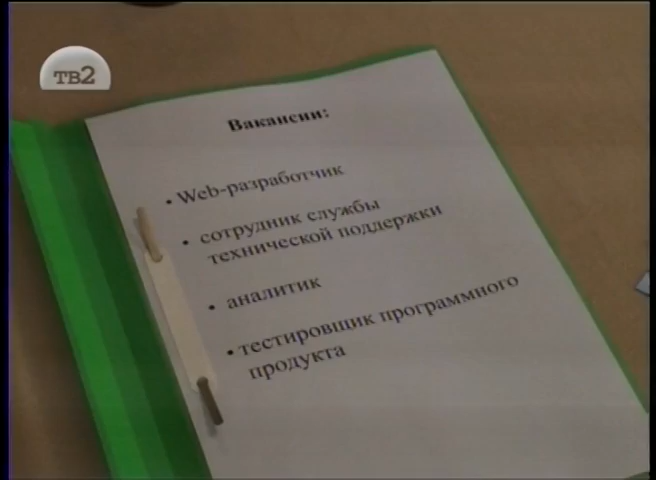 ТВ2
Вакансии:
• Web-разработчик
• сотрудник службы
технической поддержки
• аналитик
• тестировщик программного
продукта